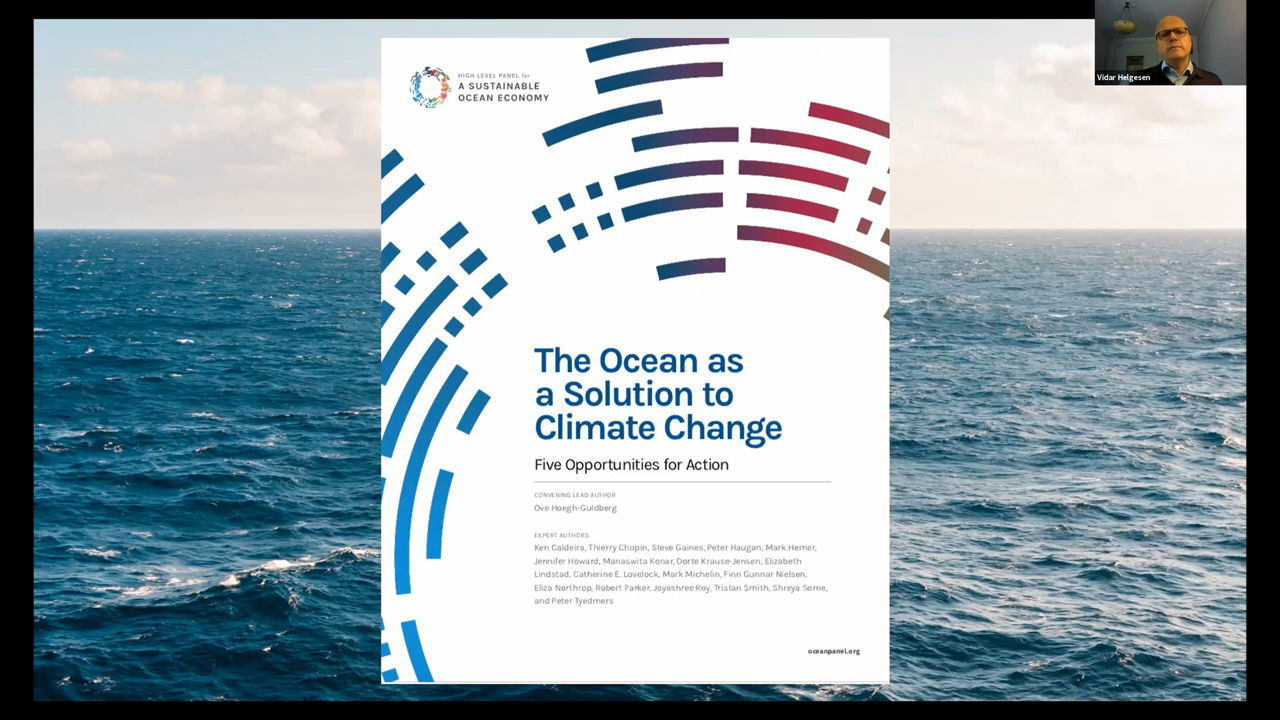 Vidar Helgesen
HIGH LEVEL PANEL for
A SUSTAINABLE
OCEAN ECONOMY
The Ocean as
a Solution to
Climate Change
Five Opportunities for Action
CONVENING LEAD AUTHOR
Ove Hoegh-Guldberg
EXPERT AUTHORS:
Ken Caldeira, Thierry Chopin, Steve Gaines, Peter Haugan, Mark Hemer,
Jennifer Howard, Manaswita Konar, Dorte Krause-Jensen, Elizabeth
Lindstad, Catherine E. Lovelock, Mark Michelin, Finn Gunnar Nielsen,
Eliza Northrop, Robert Parker, Joyashree Roy, Tristan Smith, Shreya Some,
and Peter Tyedmers
oceanpanel.org